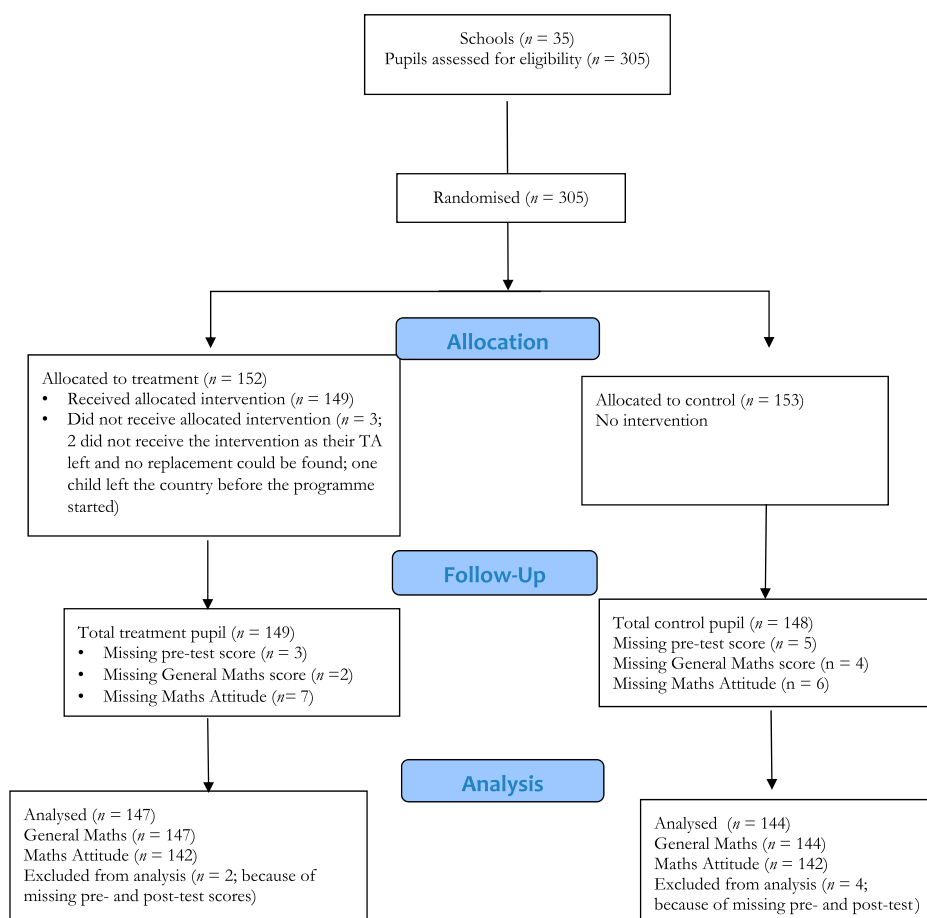 Schools (n = 35)
Pupils assessed for eligibility (n = 305)
Randomised (n = 305)
Allocation
Allocated to treatment (n = 152)
• Received allocated intervention (n = 149)
• Did not receive allocated intervention (n = 3;
2 did not receive the intervention as their TA
left and no replacement could be found; one
child left the country before the programme
started)
Allocated to control (n = 153)
No intervention
Follow-Up
Total treatment pupil (n = 149)
• Missing pre-test score (n = 3)
• Missing General Maths score (n =2)
• Missing Maths Attitude (n= 7)
Total control pupil (n = 148)
Missing pre-test score (n = 5)
Missing General Maths score (n = 4)
Missing Maths Attitude (n = 6)
Analysis
Analysed (n = 147)
General Maths (n = 147)
Maths Attitude (n = 142)
Excluded from analysis (n = 2; because of
missing pre- and post-test scores)
Analysed (n = 144)
General Maths (n = 144)
Maths Attitude (n = 142)
Excluded from analysis (n = 4;
because of missing pre- and post-test)